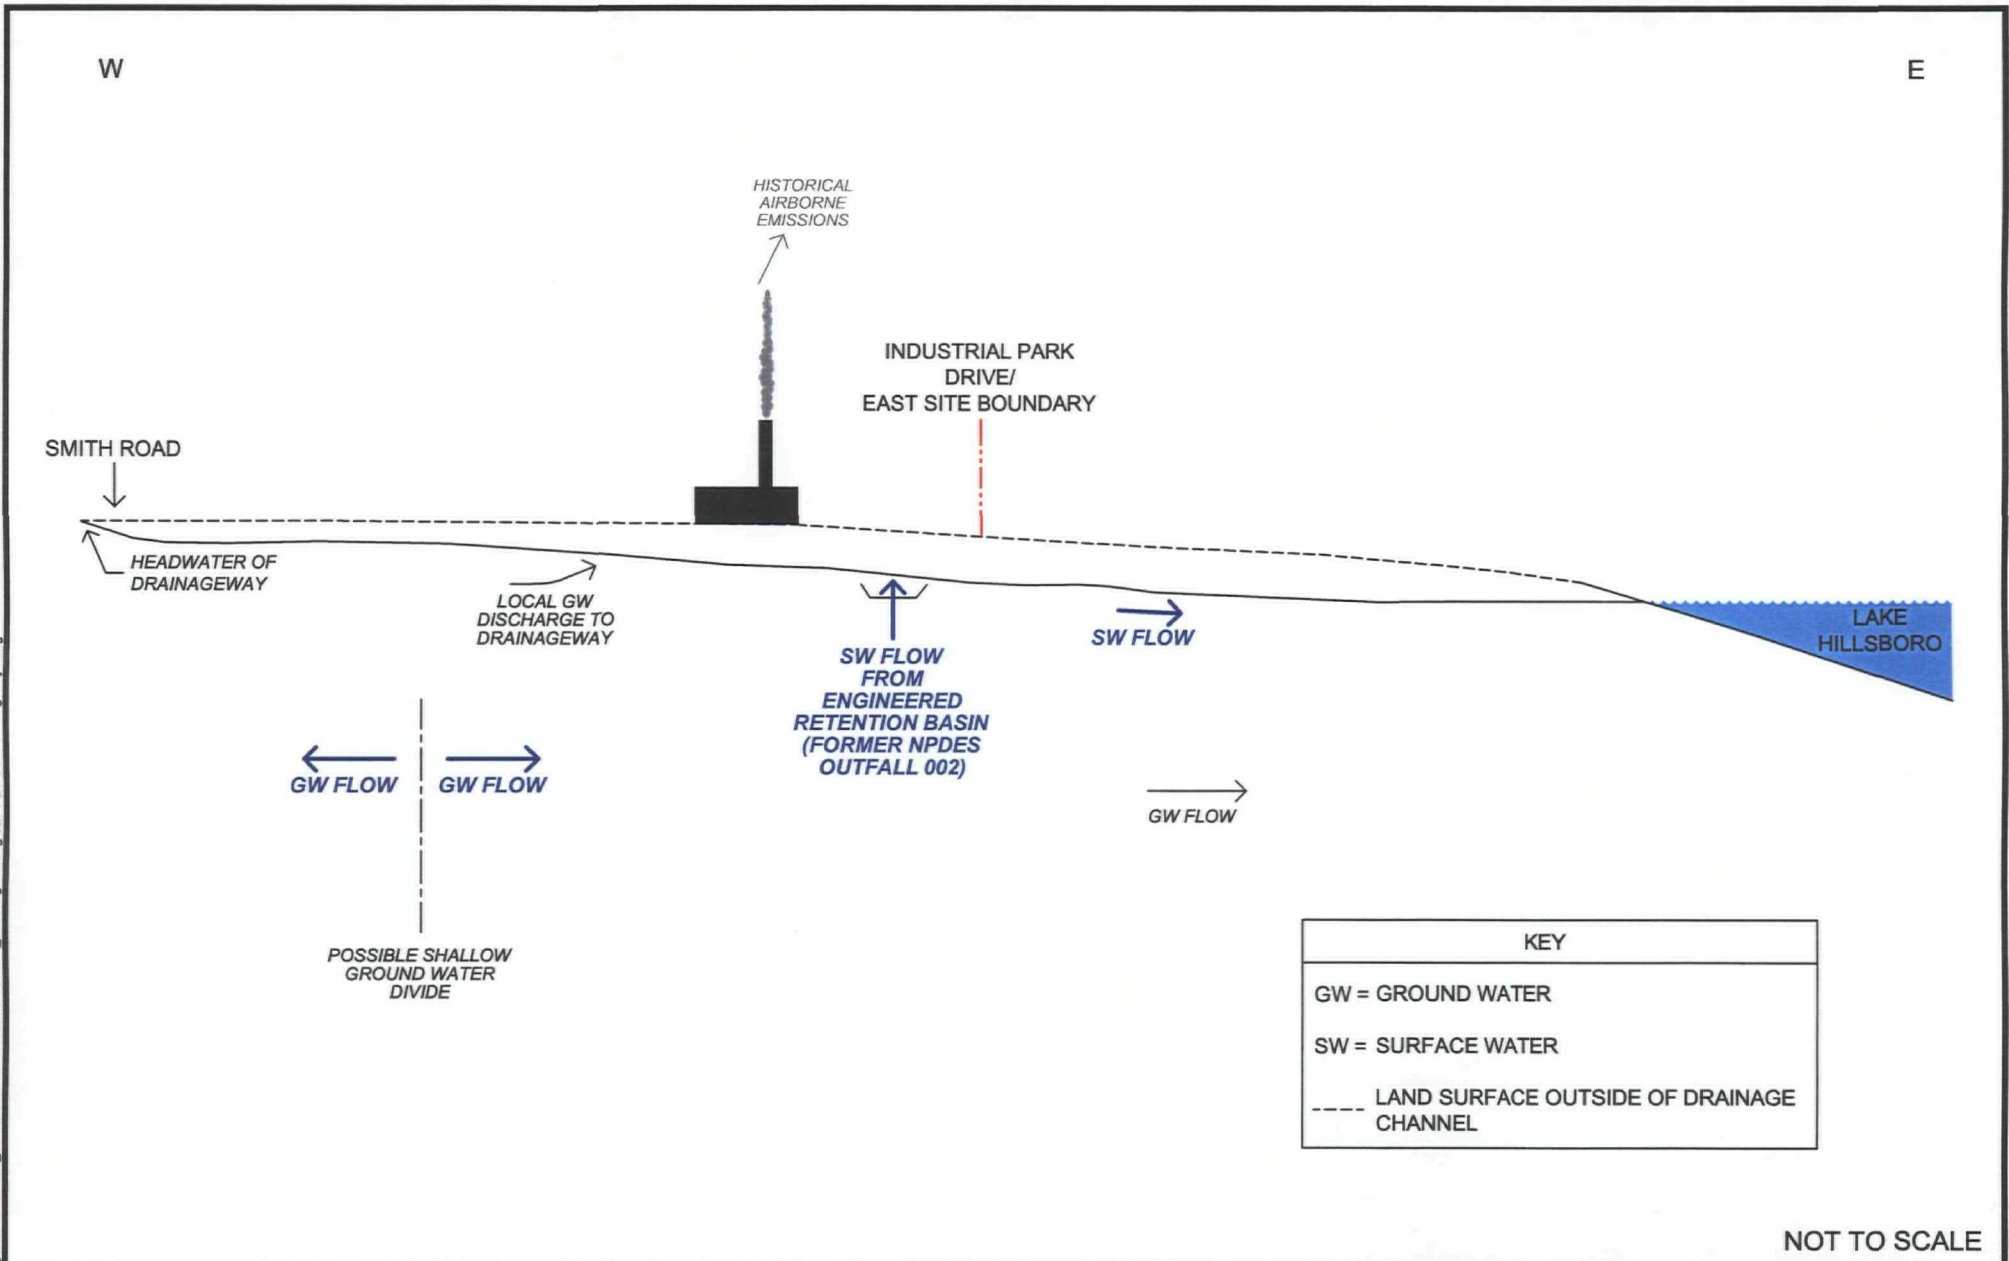 W
E
HISTORICAL
AIRBORNE
EMISSIONS
INDUSTRIAL PARK
DRIVE/
EAST SITE BOUNDARY
SMITH ROAD
HEADWATER OF
DRAINAGEWAY
LOCAL GW
DISCHARGE TO
DRAINAGEWAY
SW FLOW
FROM
ENGINEERED
RETENTION BASIN
(FORMER NPDES
OUTFALL 002)
SW FLOW
LAKE
HILLSBORO
GW FLOW
GW FLOW
GW FLOW
POSSIBLE SHALLOW
GROUND WATER
DIVIDE
KEY
GW = GROUND WATER
SW = SURFACE WATER
LAND SURFACE OUTSIDE OF DRAINAGE
CHANNEL
NOT TO SCALE